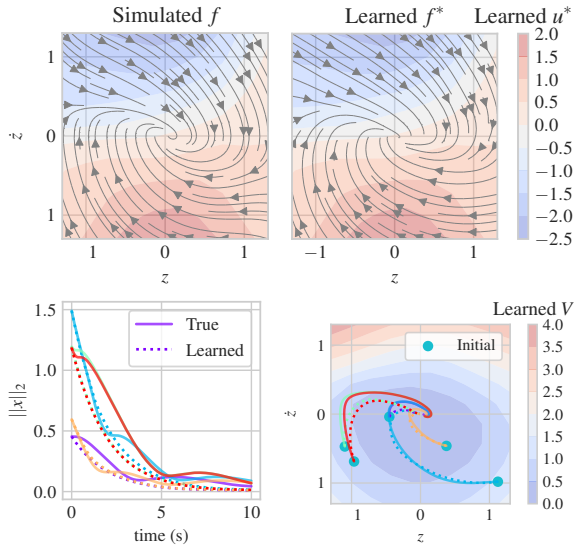 Simulated f
Learned f*
Learned u*
1
0
1
ż
1
0
1
z
−1
0
1
z
2.0
1.5
1.0
0.5
0.0
−0.5
−1.0
−1.5
−2.0
−2.5
1.5
1.0
0.5
0.0
||x||₂
0
5
10
time (s)
True
Learned
Learned V
Initial
1
0
1
ż
1
0
1
z
4.0
3.5
3.0
2.5
2.0
1.5
1.0
0.5
0.0